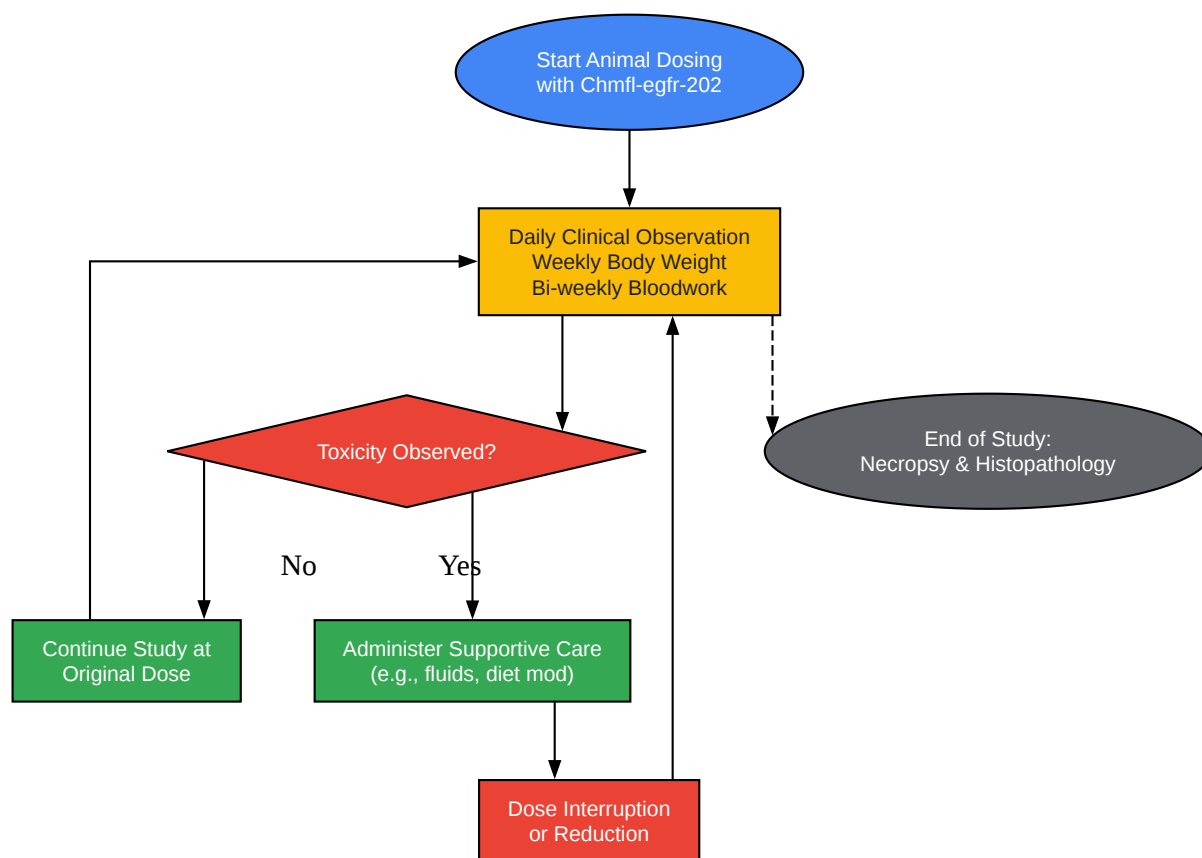 Start Animal Dosing
with Chmfl-egfr-202
Daily Clinical Observation
Weekly Body Weight
Bi-weekly Bloodwork
Toxicity Observed?
End of Study:
Necropsy & Histopathology
No
Yes
Continue Study at
Original Dose
Administer Supportive Care
(e.g., fluids, diet mod)
Dose Interruption
or Reduction